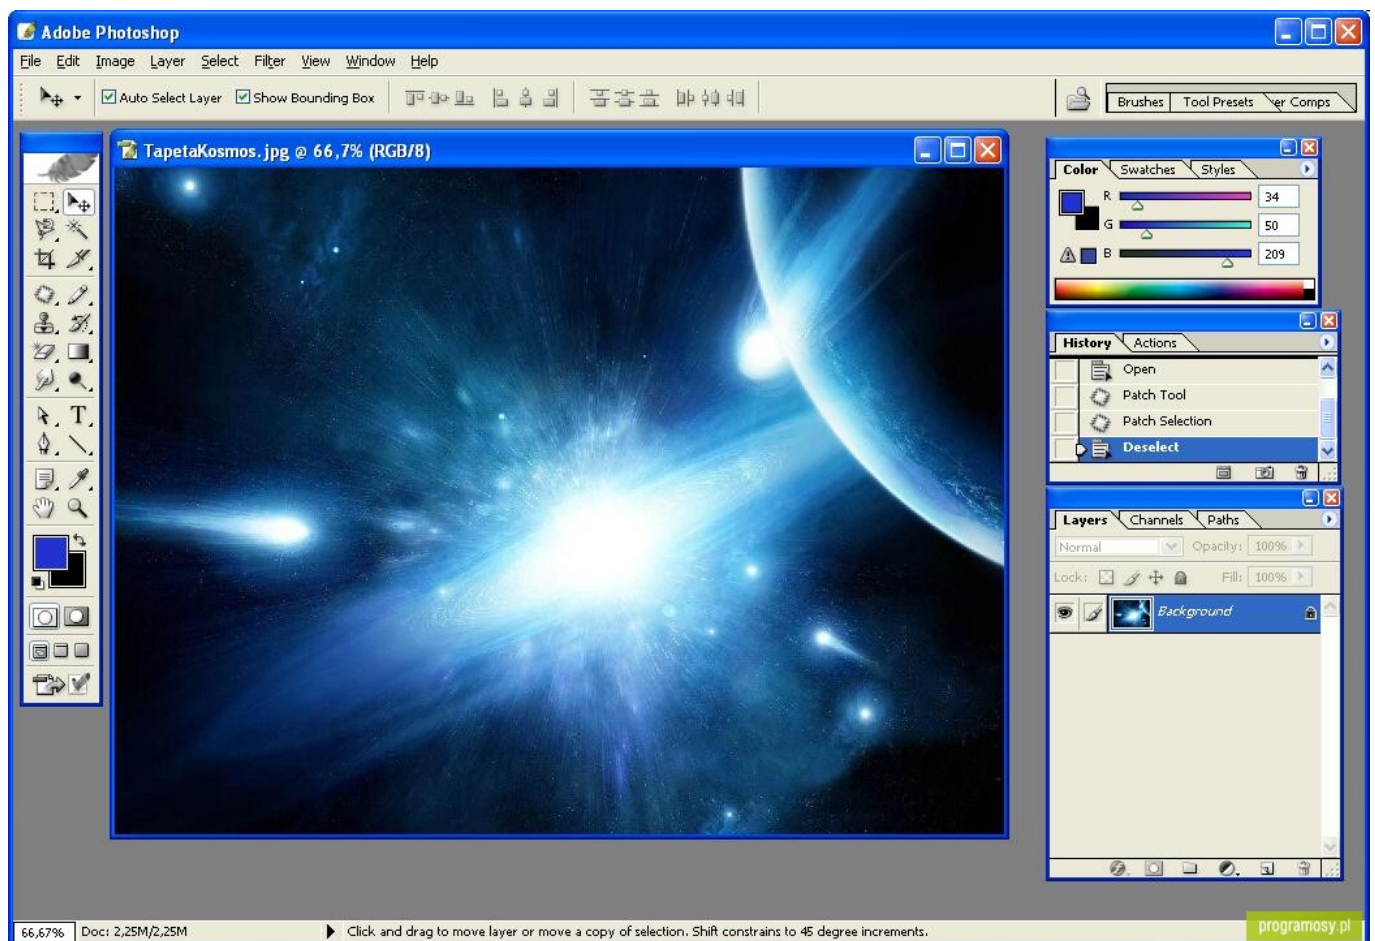 Adobe Photoshop
File Edit Image Layer Select Filter View Window Help
Auto Select Layer Show Bounding Box
Brushes Tool Presets er Comps
TapetaKosmos.jpg @ 66,7% (RGB/8)
Color Swatches Styles
R 34
G 50
B 209
History Actions
Open
Patch Tool
Patch Selection
Deselect
T
Layers Channels Paths
Normal Opacity: 100%
Lock: Fill: 100%
Background
66,67% Doc: 2,25M/2,25M Click and drag to move layer or move a copy of selection. Shift constrains to 45 degree increments.
programosy.pl